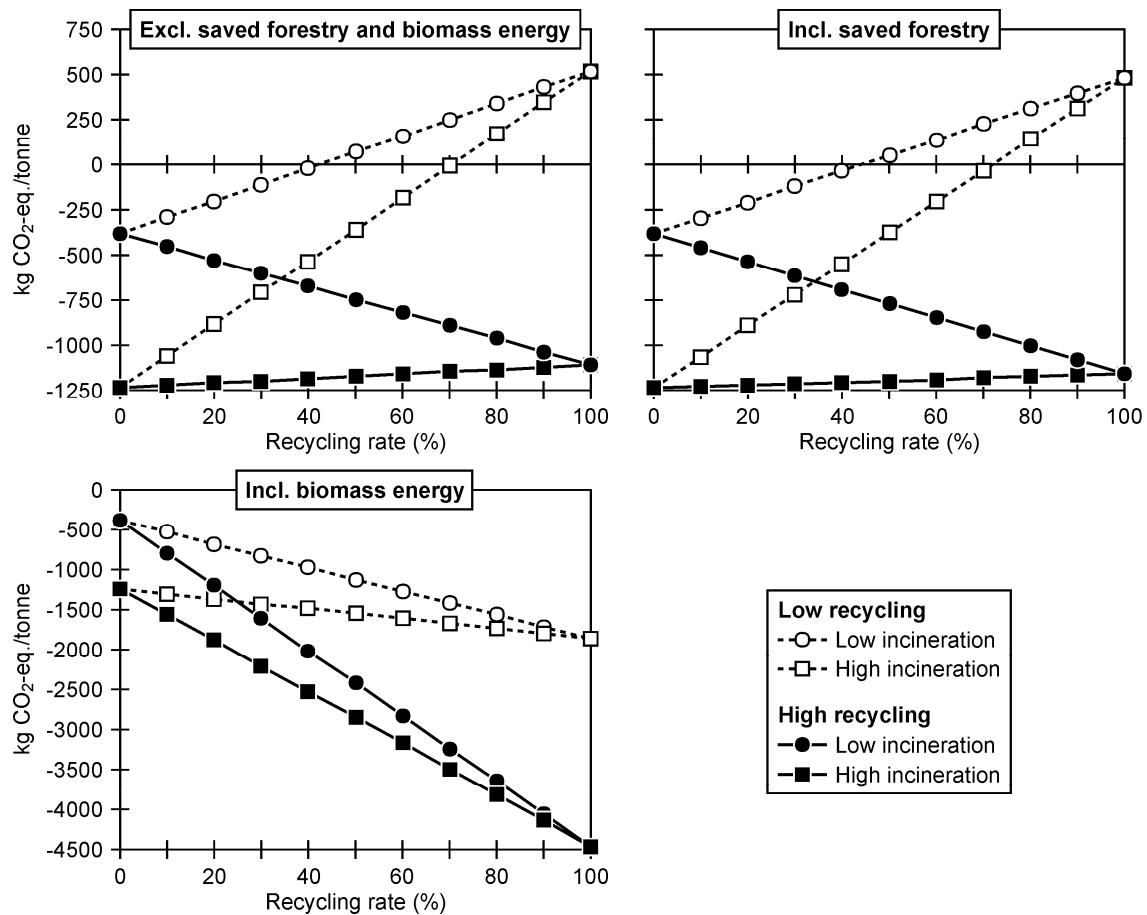 Excl. saved forestry and biomass energy
kg CO₂-eq./tonne
750
500
250
0
-250
-500
-750
-1000
-1250
0 20 40 60 80 100
Recycling rate (%)
Incl. saved forestry
0 20 40 60 80 100
Recycling rate (%)
Incl. biomass energy
kg CO₂-eq./tonne
0
-500
-1000
-1500
-2000
-2500
-3000
-3500
-4000
-4500
0 20 40 60 80 100
Recycling rate (%)
Low recycling
Low incineration
High incineration
High recycling
Low incineration
High incineration